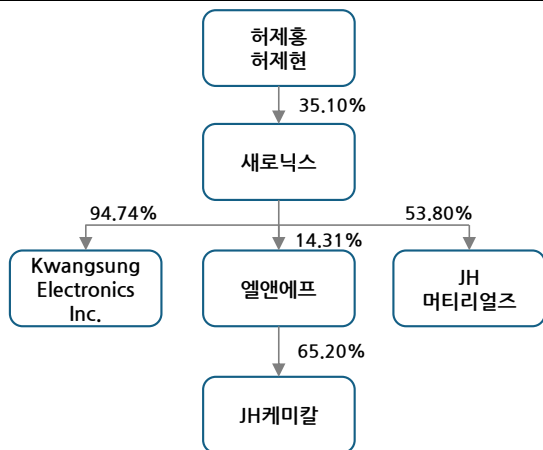 허제홍
허제현
35.10%
새로닉스
94.74%
14.31%
53.80%
Kwangsung
Electronics
Inc.
엘앤에프
JH
머티리얼즈
65.20%
JH케미칼